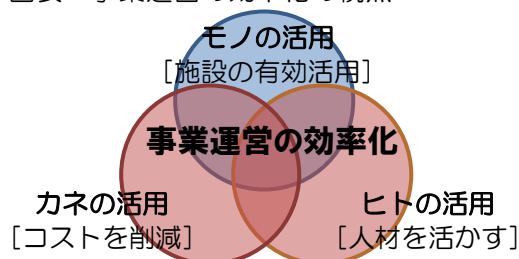 モノの活用
[施設の有効活用]
事業運営の効率化
カネの活用
[コストを削減]
ヒトの活用
[人材を活かす]